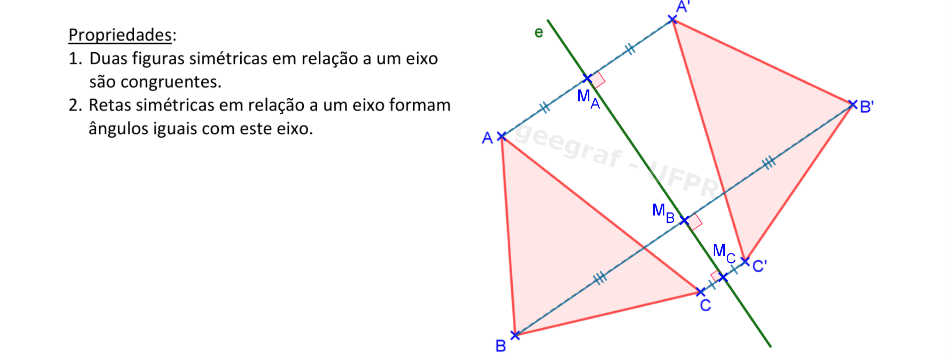 Propriedades:
1. Duas figuras simétricas em relação a um eixo
são congruentes.
2. Retas simétricas em relação a um eixo formam
ângulos iguais com este eixo.
e
A'
M_A
A
B'
geegraf - UFPR
M_B
M_C
C'
C
B